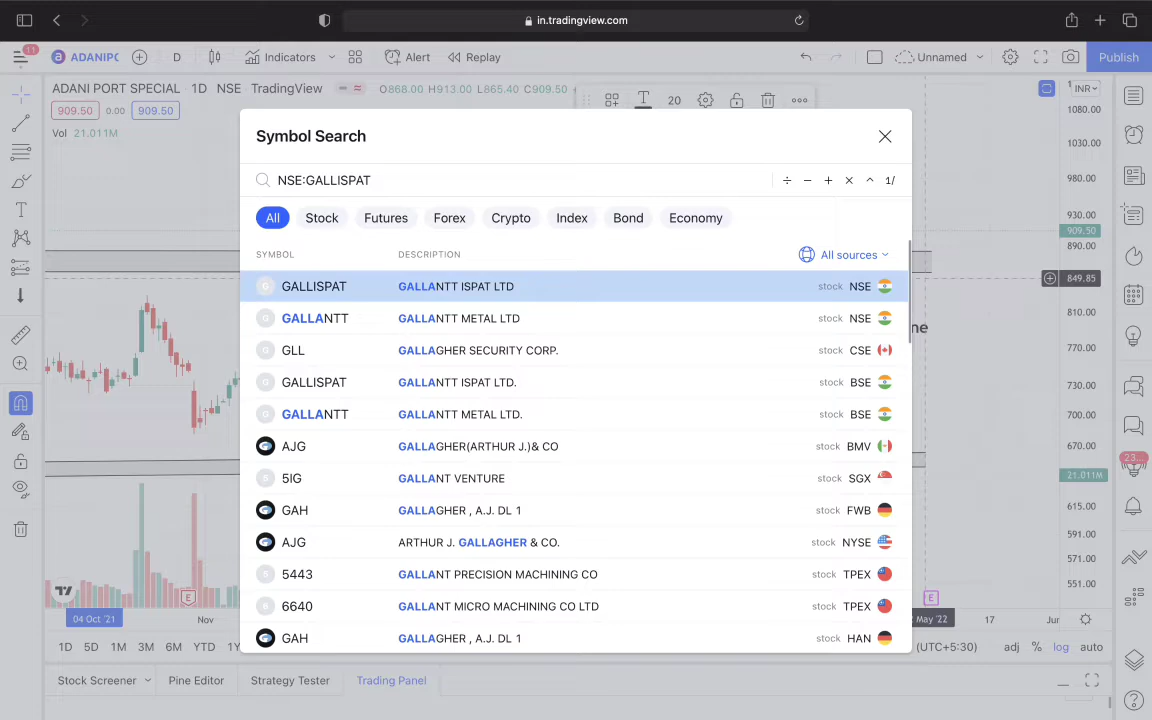 in.tradingview.com
11 ADANIPO D Indicators Alert Replay Unnamed Publish
ADANI PORT SPECIAL 1D NSE TradingView O868.00 H913.00 L865.40 C909.50
20
INR
909.50 0.00 909.50
Vol 21.011M
1080.00
1030.00
980.00
930.00
909.50
890.00
849.85
810.00
770.00
730.00
700.00
670.00
21.011M
615.00
591.00
571.00
551.00
Symbol Search
NSE:GALLISPAT ÷ − + × ^ 1/
All Stock Futures Forex Crypto Index Bond Economy
SYMBOL DESCRIPTION All sources
GALLISPAT GALLANTT ISPAT LTD stock NSE
GALLANTT GALLANTT METAL LTD stock NSE
GLL GALLAGHER SECURITY CORP. stock CSE
GALLISPAT GALLANTT ISPAT LTD. stock BSE
GALLANTT GALLANTT METAL LTD. stock BSE
AJG GALLAGHER(ARTHUR J.)& CO stock BMV
5IG GALLANT VENTURE stock SGX
GAH GALLAGHER , A.J. DL 1 stock FWB
AJG ARTHUR J. GALLAGHER & CO. stock NYSE
5443 GALLANT PRECISION MACHINING CO stock TPEX
6640 GALLANT MICRO MACHINING CO LTD stock TPEX
GAH GALLAGHER , A.J. DL 1 stock HAN
ne
23...
E E
04 Oct '21 Nov May '22 17 Jun
1D 5D 1M 3M 6M YTD 1Y (UTC+5:30) adj % log auto
Stock Screener Pine Editor Strategy Tester Trading Panel